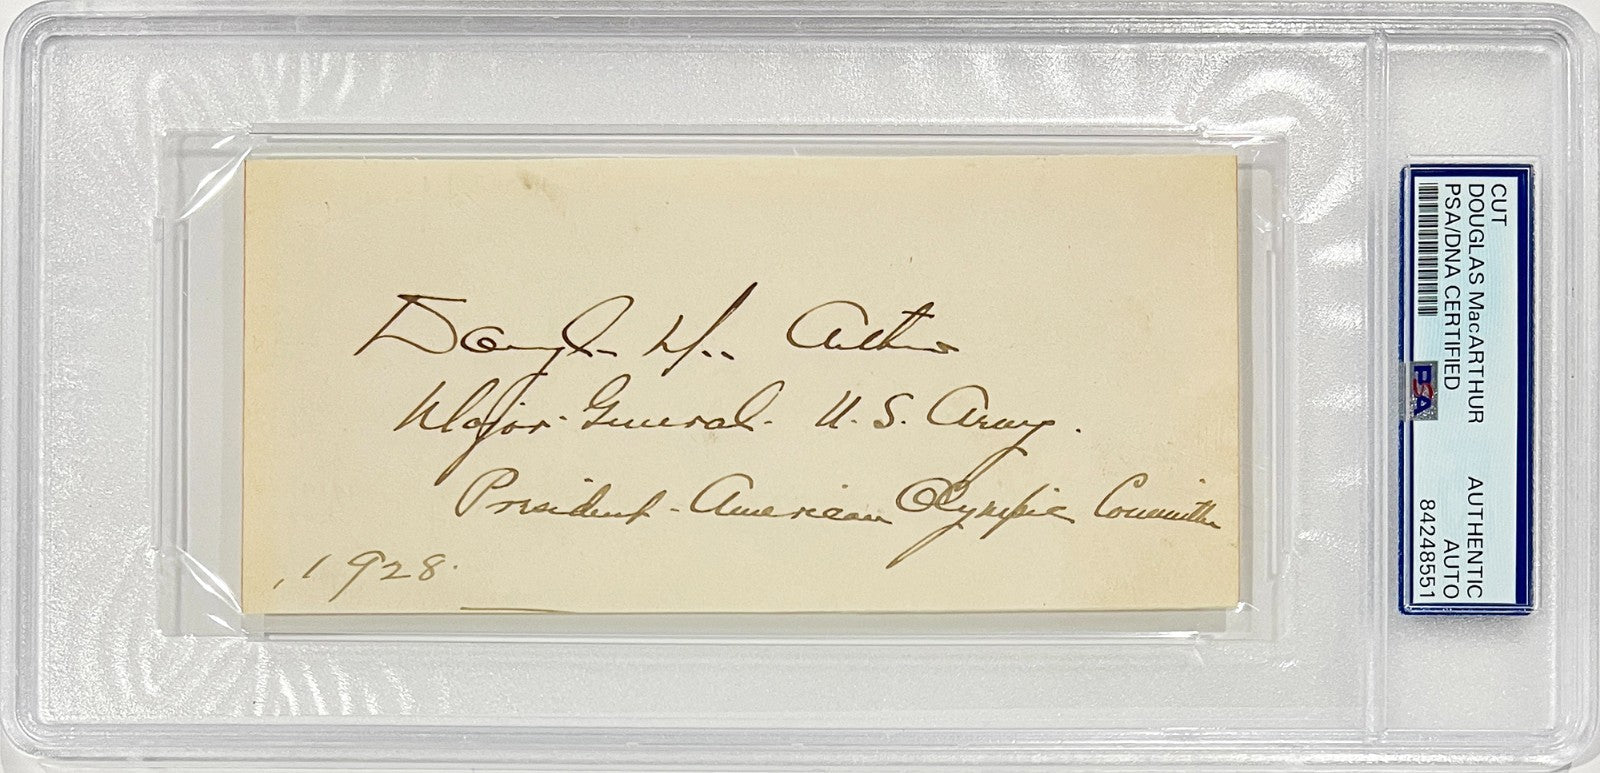 Douglas MacArthur
Major-General. U.S. Army.
President-American Olympic Committee
, 1928.
CUT
DOUGLAS MacARTHUR AUTHENTIC
PSA/DNA CERTIFIED AUTO
84248551
PSA